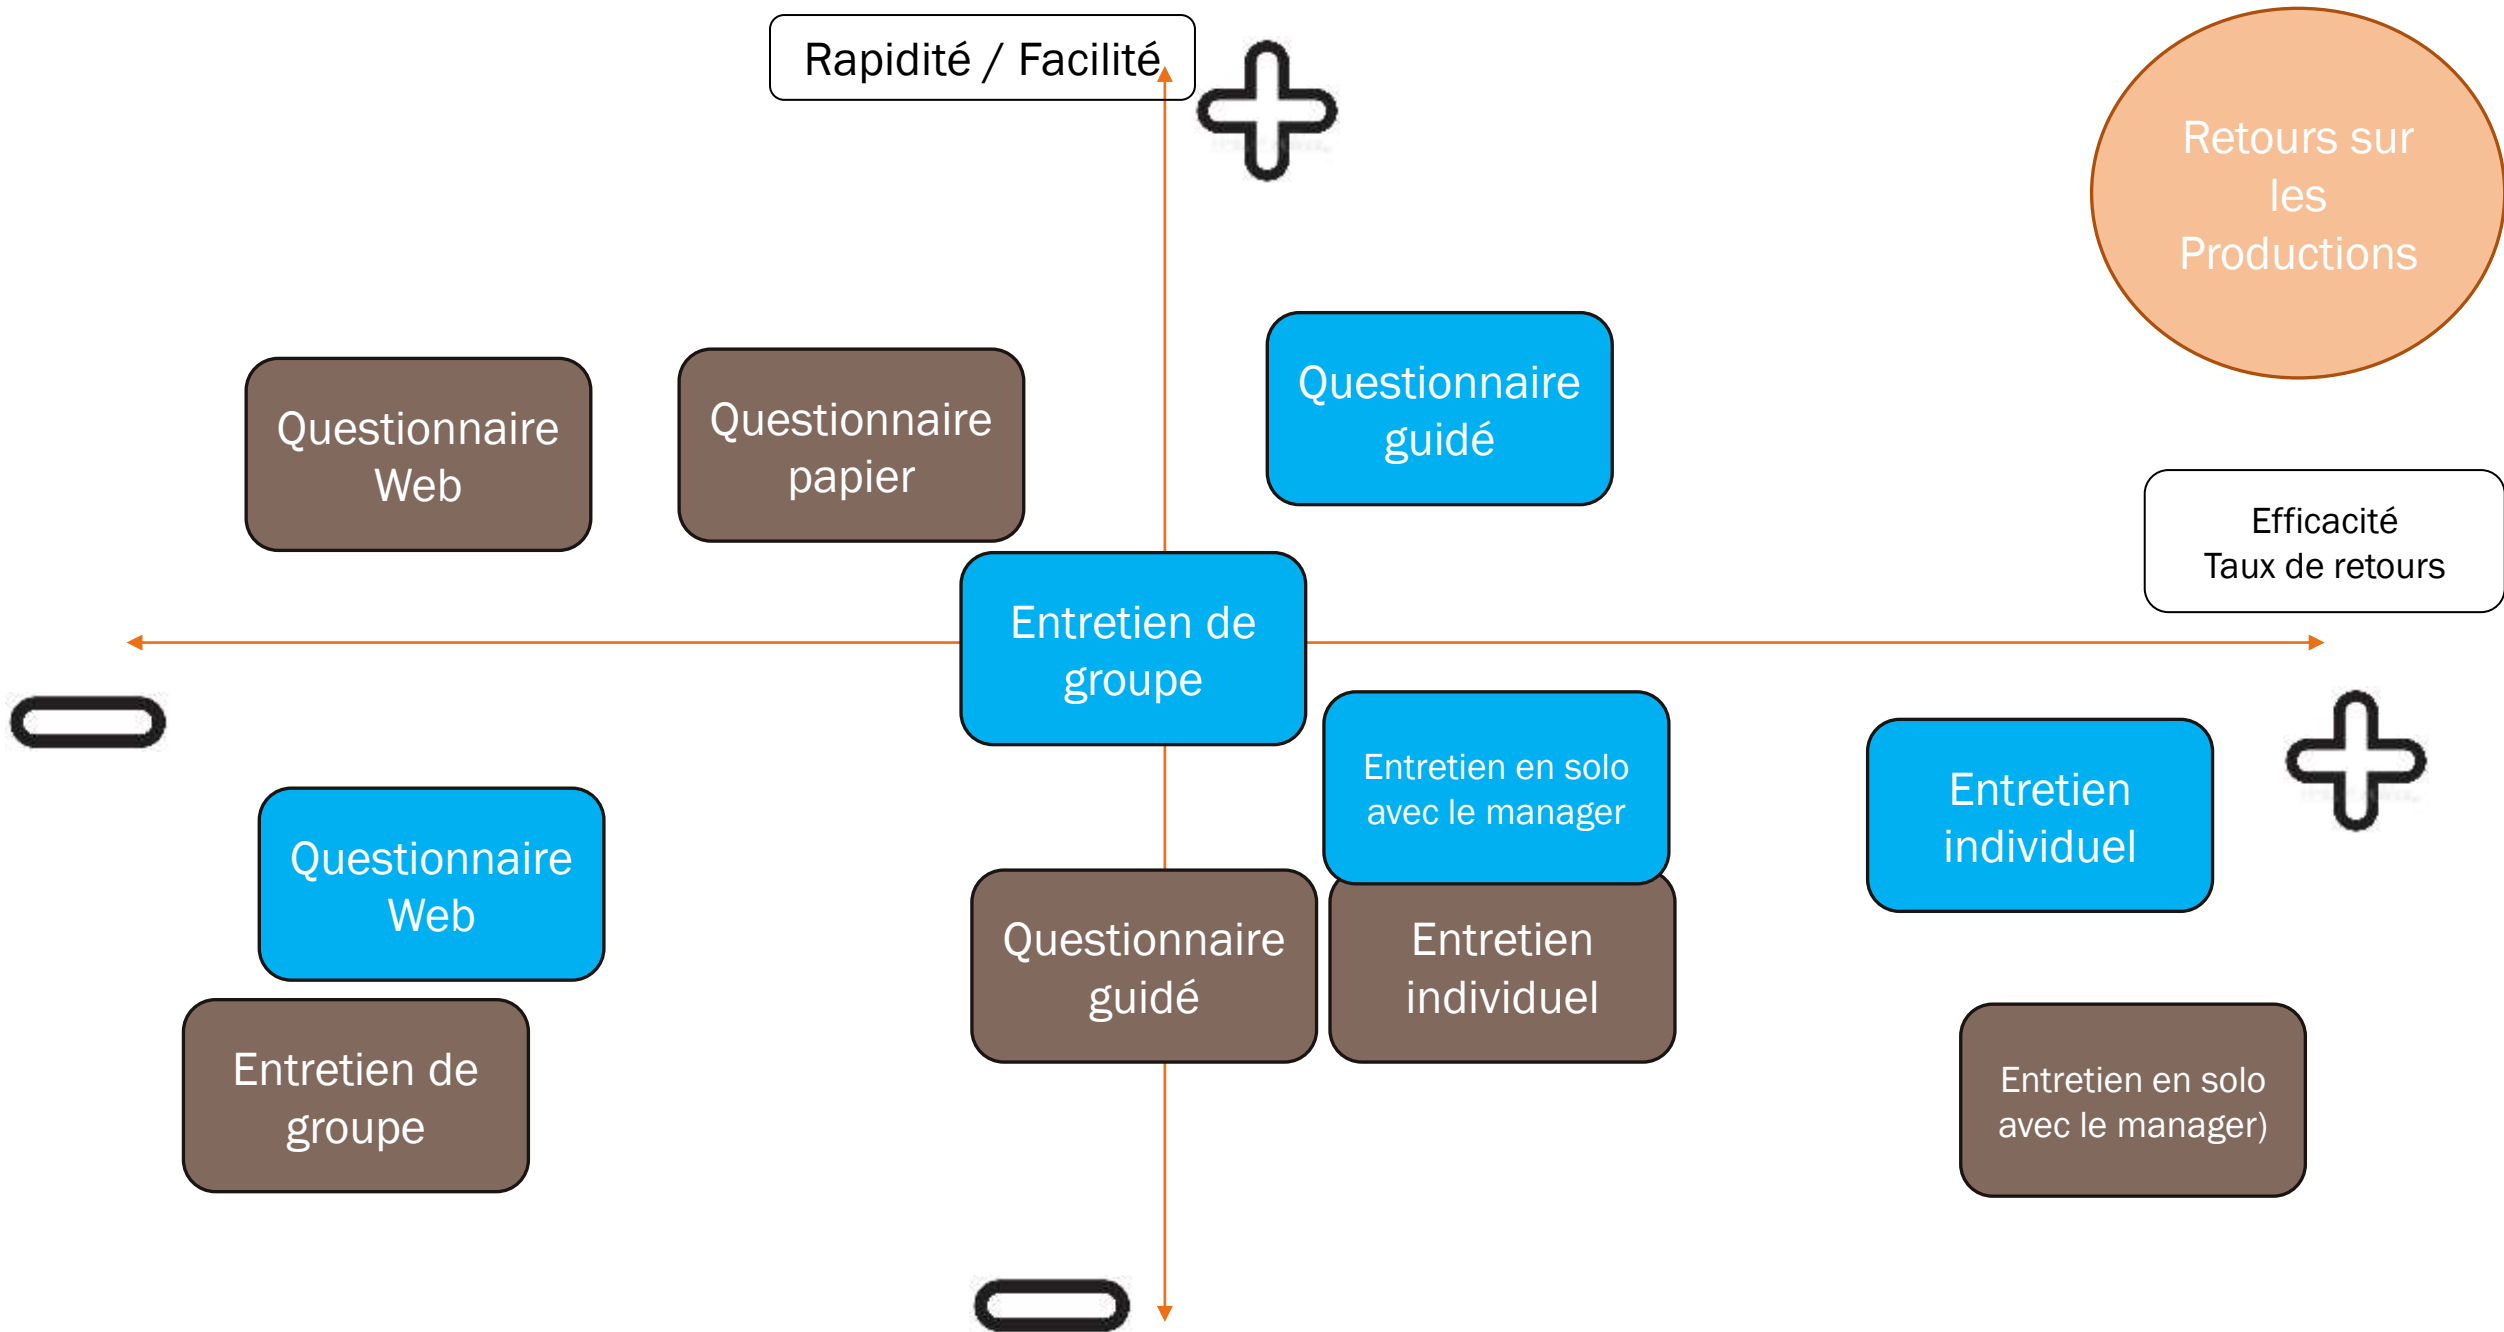 Rapidité / Facilité
Retours sur
les
Productions
Questionnaire
guidé
Questionnaire
papier
Questionnaire
Web
Efficacité
Taux de retours
Entretien de
groupe
Entretien en solo
avec le manager
Entretien
individuel
Questionnaire
Web
Questionnaire
guidé
Entretien
individuel
Entretien de
groupe
Entretien en solo
avec le manager)